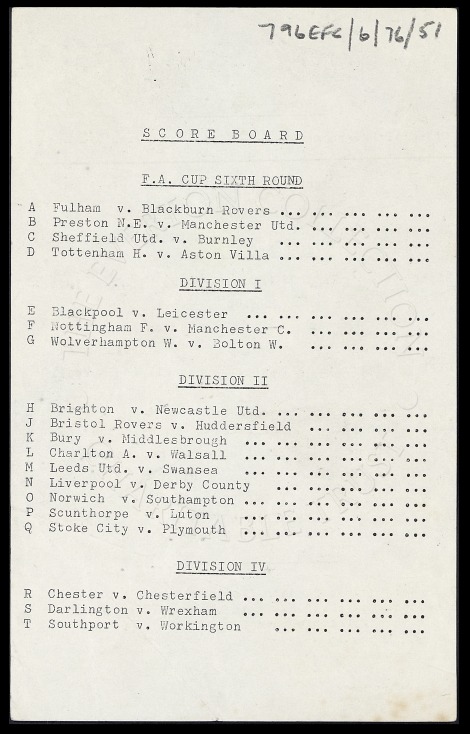 796EFC/6/76/51
SCORE BOARD
F.A. CUP SIXTH ROUND
A Fulham v. Blackburn Rovers ... ... ... ... ...
B Preston N.E. v. Manchester Utd. ... ... ... ...
C Sheffield Utd. v. Burnley ... ... ... ... ...
D Tottenham H. v. Aston Villa ... ... ... ... ...
DIVISION I
E Blackpool v. Leicester ... ... ... ... ... ...
F Nottingham F. v. Manchester C. ... ... ... ...
G Wolverhampton W. v. Bolton W. ... ... ... ...
DIVISION II
H Brighton v. Newcastle Utd. ... ... ... ... ...
J Bristol Rovers v. Huddersfield ... ... ... ...
K Bury v. Middlesbrough ... ... ... ... ... ...
L Charlton A. v. Walsall ... ... ... ... ... ...
M Leeds Utd. v. Swansea ... ... ... ... ... ...
N Liverpool v. Derby County ... ... ... ... ...
O Norwich v. Southampton ... ... ... ... ... ...
P Scunthorpe v. Luton ... ... ... ... ... ...
Q Stoke City v. Plymouth ... ... ... ... ... ...
DIVISION IV
R Chester v. Chesterfield ... ... ... ... ... ...
S Darlington v. Wrexham ... ... ... ... ... ...
T Southport v. Workington ... ... ... ... ...